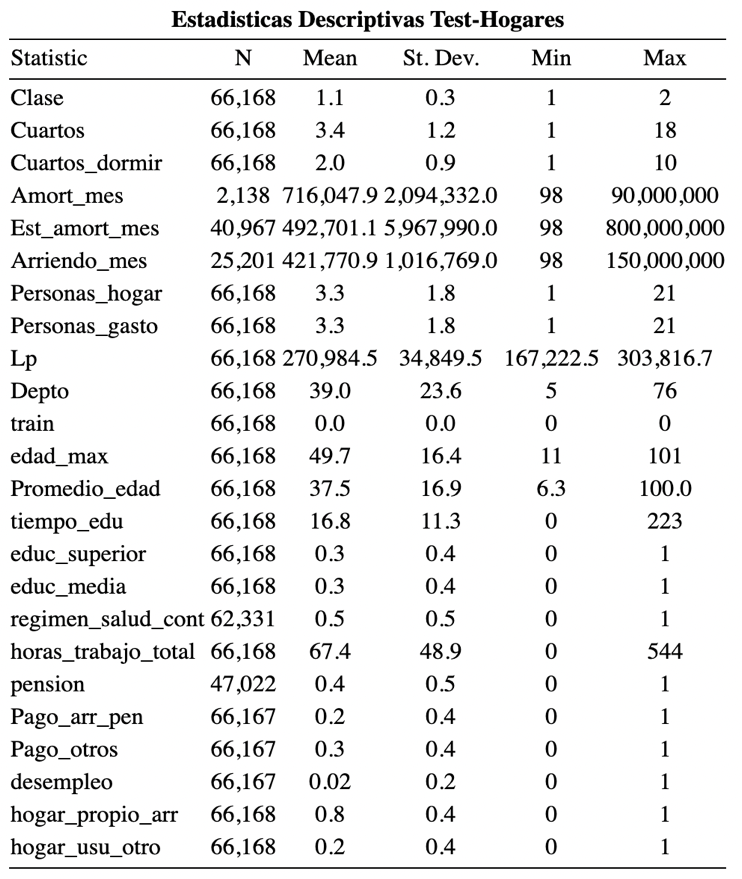 Estadisticas Descriptivas Test-Hogares
Statistic N Mean St. Dev. Min Max
Clase 66,168 1.1 0.3 1 2
Cuartos 66,168 3.4 1.2 1 18
Cuartos_dormir 66,168 2.0 0.9 1 10
Amort_mes 2,138 716,047.9 2,094,332.0 98 90,000,000
Est_amort_mes 40,967 492,701.1 5,967,990.0 98 800,000,000
Arriendo_mes 25,201 421,770.9 1,016,769.0 98 150,000,000
Personas_hogar 66,168 3.3 1.8 1 21
Personas_gasto 66,168 3.3 1.8 1 21
Lp 66,168 270,984.5 34,849.5 167,222.5 303,816.7
Depto 66,168 39.0 23.6 5 76
train 66,168 0.0 0.0 0 0
edad_max 66,168 49.7 16.4 11 101
Promedio_edad 66,168 37.5 16.9 6.3 100.0
tiempo_edu 66,168 16.8 11.3 0 223
educ_superior 66,168 0.3 0.4 0 1
educ_media 66,168 0.3 0.4 0 1
regimen_salud_cont 62,331 0.5 0.5 0 1
horas_trabajo_total 66,168 67.4 48.9 0 544
pension 47,022 0.4 0.5 0 1
Pago_arr_pen 66,167 0.2 0.4 0 1
Pago_otros 66,167 0.3 0.4 0 1
desempleo 66,167 0.02 0.2 0 1
hogar_propio_arr 66,168 0.8 0.4 0 1
hogar_usu_otro 66,168 0.2 0.4 0 1